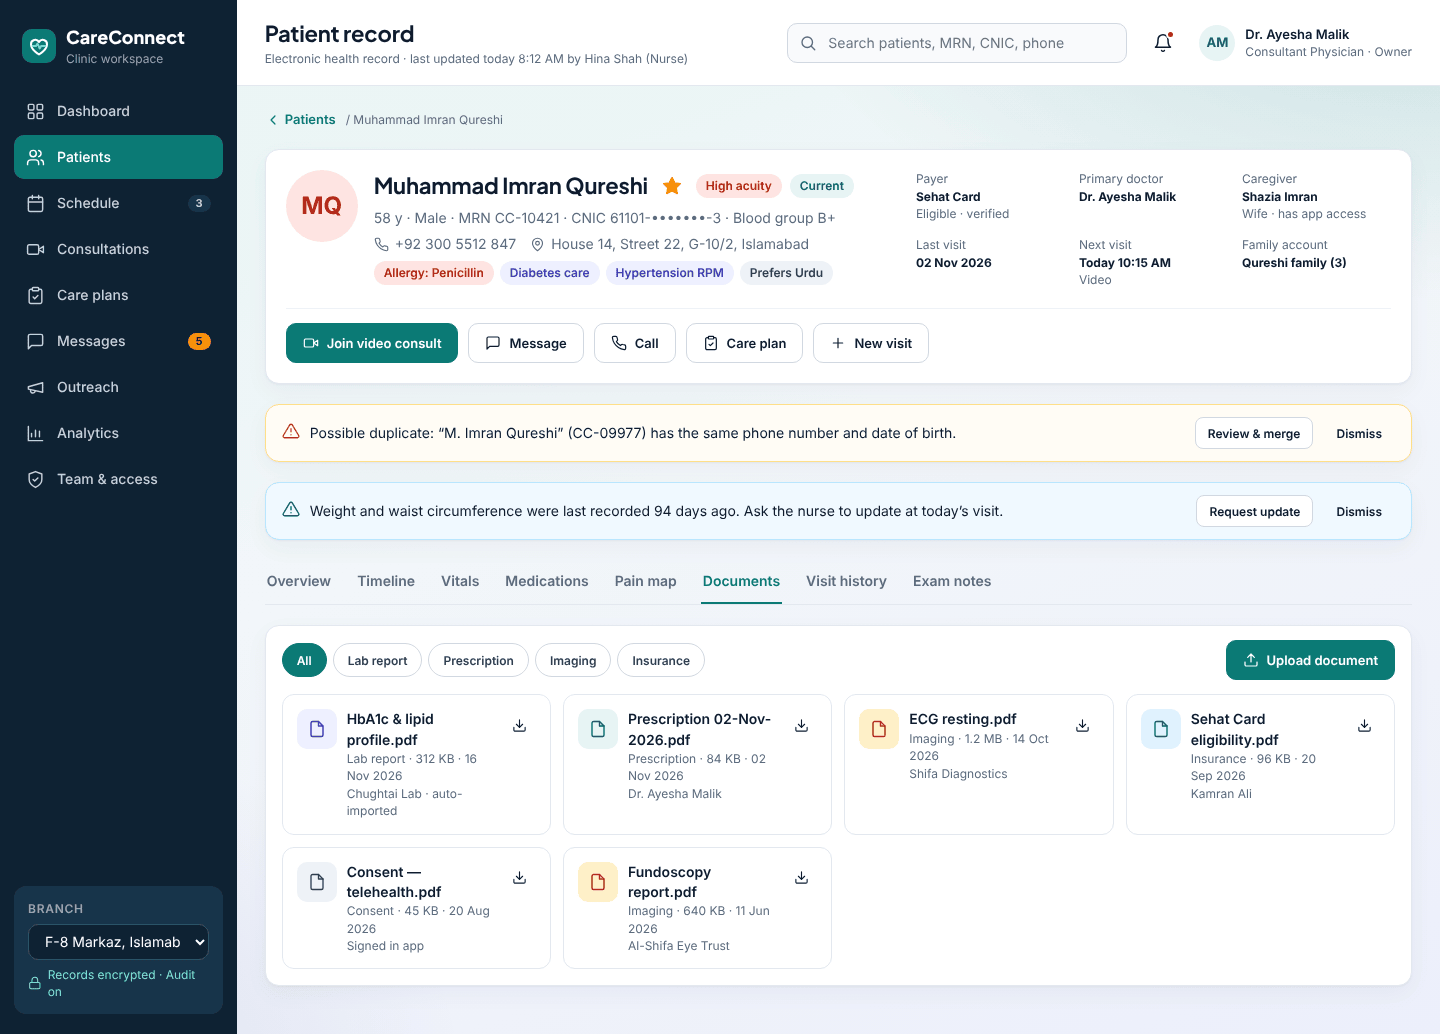 CareConnect
Clinic workspace
Dashboard
Patients
Schedule 3
Consultations
Care plans
Messages 5
Outreach
Analytics
Team & access
BRANCH
F-8 Markaz, Islamab
Records encrypted · Audit
on
Patient record
Electronic health record · last updated today 8:12 AM by Hina Shah (Nurse)
Search patients, MRN, CNIC, phone
AM
Dr. Ayesha Malik
Consultant Physician · Owner
Patients / Muhammad Imran Qureshi
MQ
Muhammad Imran Qureshi High acuity Current
58 y · Male · MRN CC-10421 · CNIC 61101-•••••••-3 · Blood group B+
+92 300 5512 847 House 14, Street 22, G-10/2, Islamabad
Allergy: Penicillin Diabetes care Hypertension RPM Prefers Urdu
Payer
Sehat Card
Eligible · verified
Primary doctor
Dr. Ayesha Malik
Caregiver
Shazia Imran
Wife · has app access
Last visit
02 Nov 2026
Next visit
Today 10:15 AM
Video
Family account
Qureshi family (3)
Join video consult Message Call Care plan New visit
Possible duplicate: “M. Imran Qureshi” (CC-09977) has the same phone number and date of birth. Review & merge Dismiss
Weight and waist circumference were last recorded 94 days ago. Ask the nurse to update at today’s visit. Request update Dismiss
Overview Timeline Vitals Medications Pain map Documents Visit history Exam notes
All Lab report Prescription Imaging Insurance Upload document
HbA1c & lipid
profile.pdf
Lab report · 312 KB · 16
Nov 2026
Chughtai Lab · auto-
imported
Prescription 02-Nov-
2026.pdf
Prescription · 84 KB · 02
Nov 2026
Dr. Ayesha Malik
ECG resting.pdf
Imaging · 1.2 MB · 14 Oct
2026
Shifa Diagnostics
Sehat Card
eligibility.pdf
Insurance · 96 KB · 20
Sep 2026
Kamran Ali
Consent —
telehealth.pdf
Consent · 45 KB · 20 Aug
2026
Signed in app
Fundoscopy
report.pdf
Imaging · 640 KB · 11 Jun
2026
Al-Shifa Eye Trust